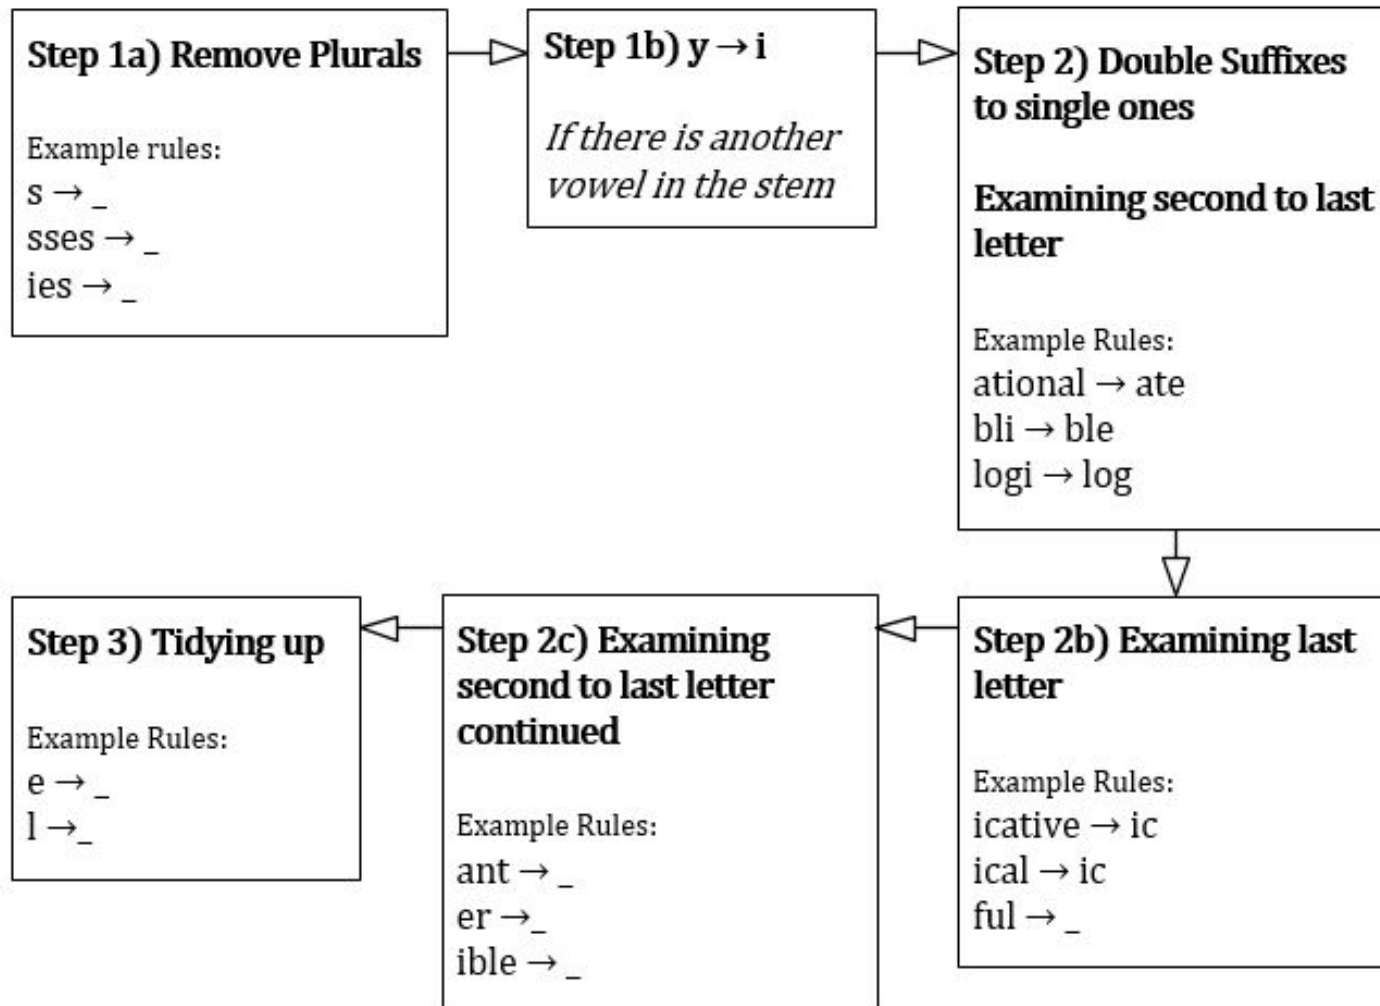 Step 1a) Remove Plurals
Example rules:
s → _
sses → _
ies → _
Step 1b) y → i
If there is another
vowel in the stem
Step 2) Double Suffixes
to single ones
Examining second to last
letter
Example Rules:
ational → ate
bli → ble
logi → log
Step 2b) Examining last
letter
Example Rules:
icative → ic
ical → ic
ful → _
Step 2c) Examining
second to last letter
continued
Example Rules:
ant → _
er →_
ible → _
Step 3) Tidying up
Example Rules:
e → _
l →_